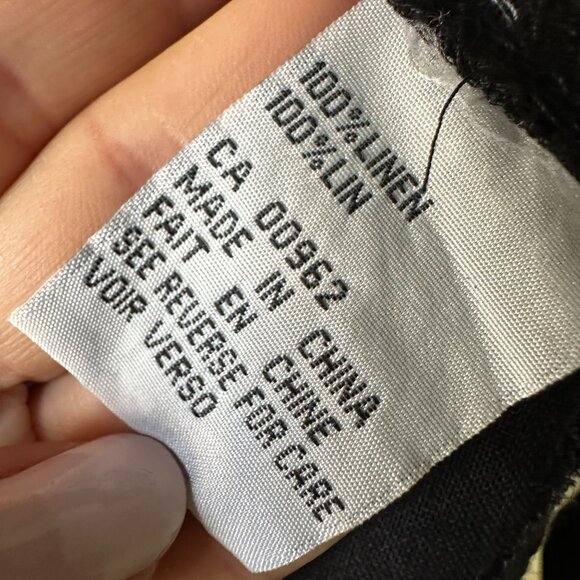 100%LINEN
100%LIN
CA 00962
MADE IN CHINA
FAIT EN CHINE
SEE REVERSE FOR CARE
VOIR VERSO